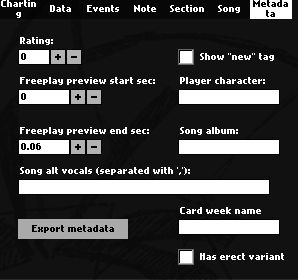 Chartin
g
Data
Events
Note
Section
Song
Metada
ta
Rating:
0 + −
Show "new" tag
Freeplay preview start sec:
0 + −
Player character:
Freeplay preview end sec:
0.06 + −
Song album:
Song alt vocals (separated with ','):
Card week name
Export metadata
Has erect variant